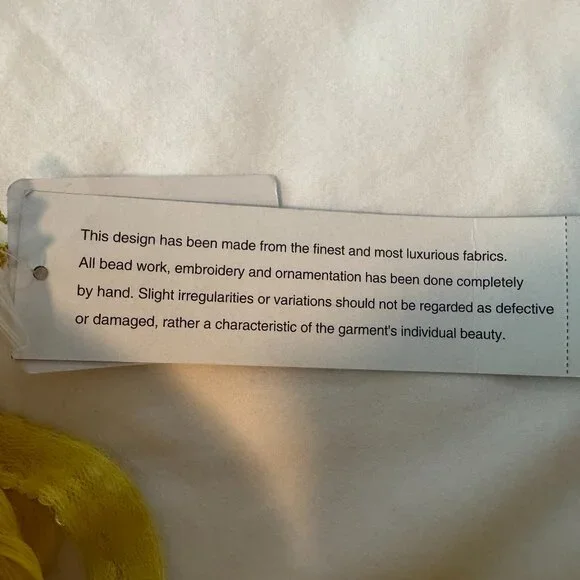 This design has been made from the finest and most luxurious fabrics.
All bead work, embroidery and ornamentation has been done completely
by hand. Slight irregularities or variations should not be regarded as defective
or damaged, rather a characteristic of the garment's individual beauty.